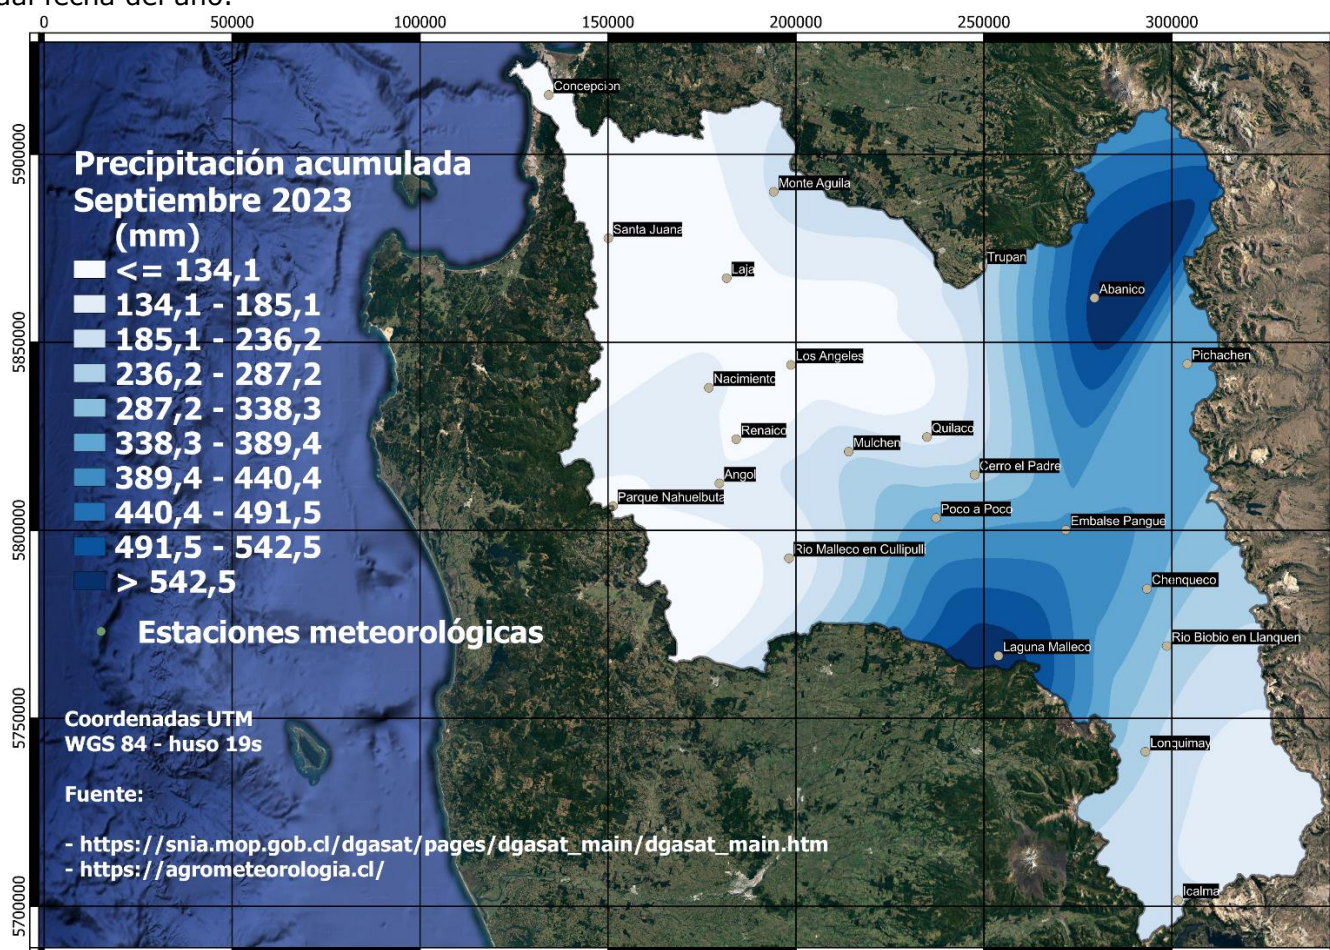 ual fecha del año.
0 50000 100000 150000 200000 250000 300000
5900000
5850000
5800000
5750000
5700000
Precipitación acumulada
Septiembre 2023
(mm)
<= 134,1
134,1 - 185,1
185,1 - 236,2
236,2 - 287,2
287,2 - 338,3
338,3 - 389,4
389,4 - 440,4
440,4 - 491,5
491,5 - 542,5
> 542,5
Estaciones meteorológicas
Coordenadas UTM
WGS 84 - huso 19s
Fuente:
- https://snia.mop.gob.cl/dgasat/pages/dgasat_main/dgasat_main.htm
- https://agrometeorologia.cl/
Concepcion
Monte Aguila
Santa Juana
Trupan
Laja
Abanico
Los Angeles
Pichachen
Nacimiento
Renaico
Quilaco
Mulchen
Cerro el Padre
Angol
Parque Nahuelbuta
Poco a Poco
Embalse Pangue
Rio Malleco en Cullipulli
Chenqueco
Rio Biobio en Llanquen
Laguna Malleco
Lonquimay
Icalma